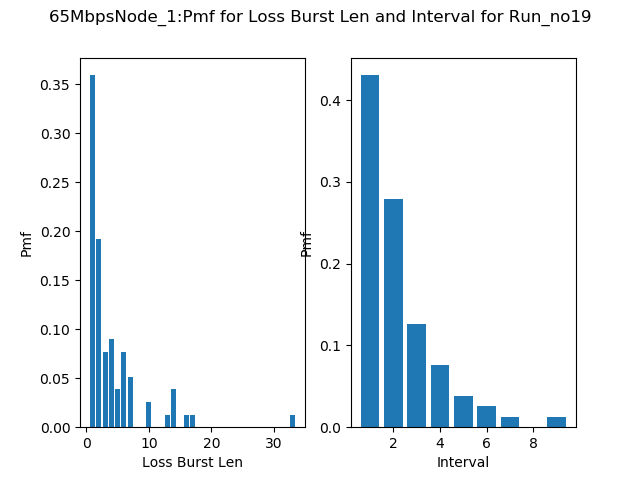 65MbpsNode_1:Pmf for Loss Burst Len and Interval for Run_no19
Pmf
0.35
0.30
0.25
0.20
0.15
0.10
0.05
0.00
0 10 20 30
Loss Burst Len
Pmf
0.4
0.3
0.2
0.1
0.0
2 4 6 8
Interval